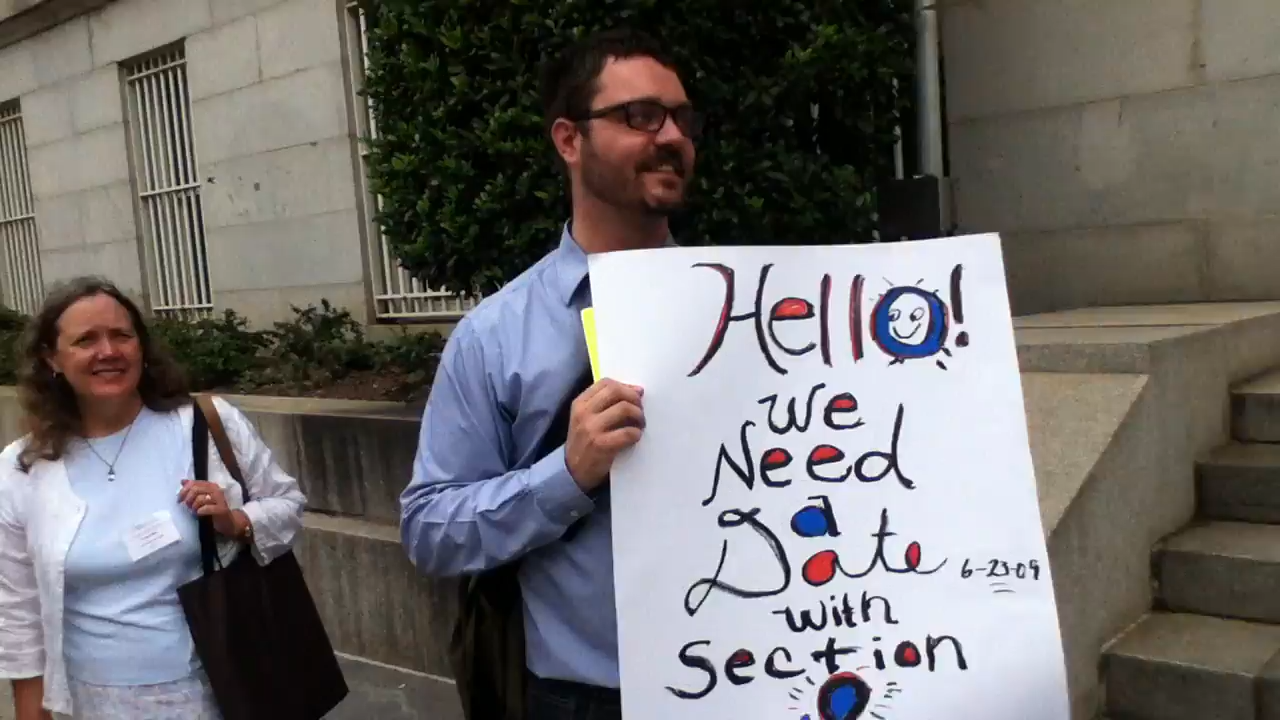 Hello!
We
Need
a
Date 6-23-09
with
Section